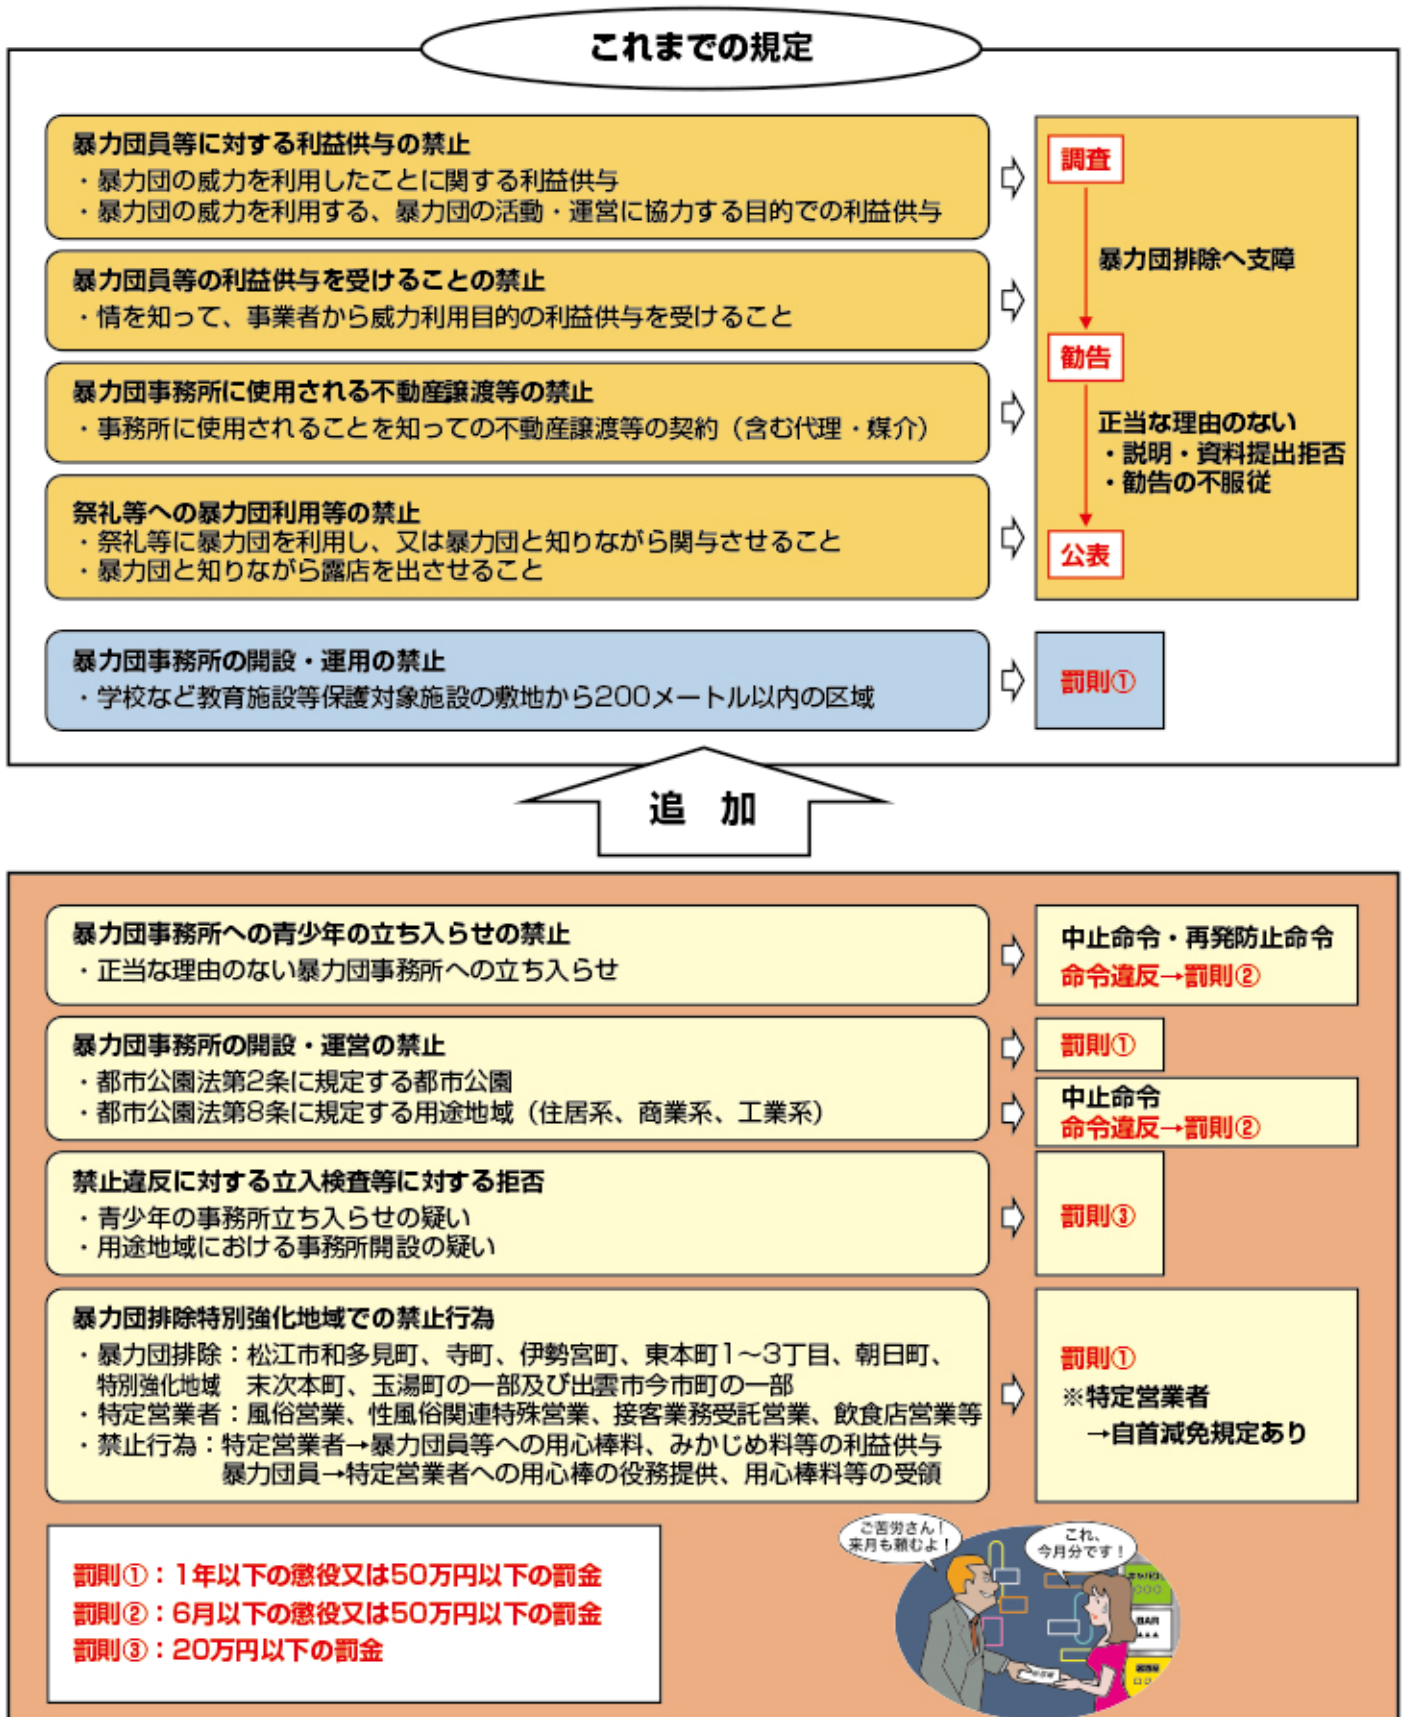 これまでの規定
暴力団員等に対する利益供与の禁止
・暴力団の威力を利用したことに関する利益供与
・暴力団の威力を利用する、暴力団の活動・運営に協力する目的での利益供与
暴力団員等の利益供与を受けることの禁止
・情を知って、事業者から威力利用目的の利益供与を受けること
暴力団事務所に使用される不動産譲渡等の禁止
・事務所に使用されることを知っての不動産譲渡等の契約（含む代理・媒介）
祭礼等への暴力団利用等の禁止
・祭礼等に暴力団を利用し、又は暴力団と知りながら関与させること
・暴力団と知りながら露店を出させること
調査
暴力団排除へ支障
勧告
正当な理由のない
・説明・資料提出拒否
・勧告の不服従
公表
暴力団事務所の開設・運用の禁止
・学校など教育施設等保護対象施設の敷地から200メートル以内の区域
罰則①
追 加
暴力団事務所への青少年の立ち入らせの禁止
・正当な理由のない暴力団事務所への立ち入らせ
中止命令・再発防止命令
命令違反→罰則②
暴力団事務所の開設・運営の禁止
・都市公園法第2条に規定する都市公園
・都市公園法第8条に規定する用途地域（住居系、商業系、工業系）
罰則①
中止命令
命令違反→罰則②
禁止違反に対する立入検査等に対する拒否
・青少年の事務所立ち入らせの疑い
・用途地域における事務所開設の疑い
罰則③
暴力団排除特別強化地域での禁止行為
・暴力団排除：松江市和多見町、寺町、伊勢宮町、東本町1～3丁目、朝日町、
特別強化地域 末次本町、玉湯町の一部及び出雲市今市町の一部
・特定営業者：風俗営業、性風俗関連特殊営業、接客業務受託営業、飲食店営業等
・禁止行為：特定営業者→暴力団員等への用心棒料、みかじめ料等の利益供与
暴力団員→特定営業者への用心棒の役務提供、用心棒料等の受領
罰則①
※特定営業者
→自首減免規定あり
罰則①：1年以下の懲役又は50万円以下の罰金
罰則②：6月以下の懲役又は50万円以下の罰金
罰則③：20万円以下の罰金
ご苦労さん！
来月も頼むよ！
これ、
今月分です！
○○○
BAR
▲▲▲